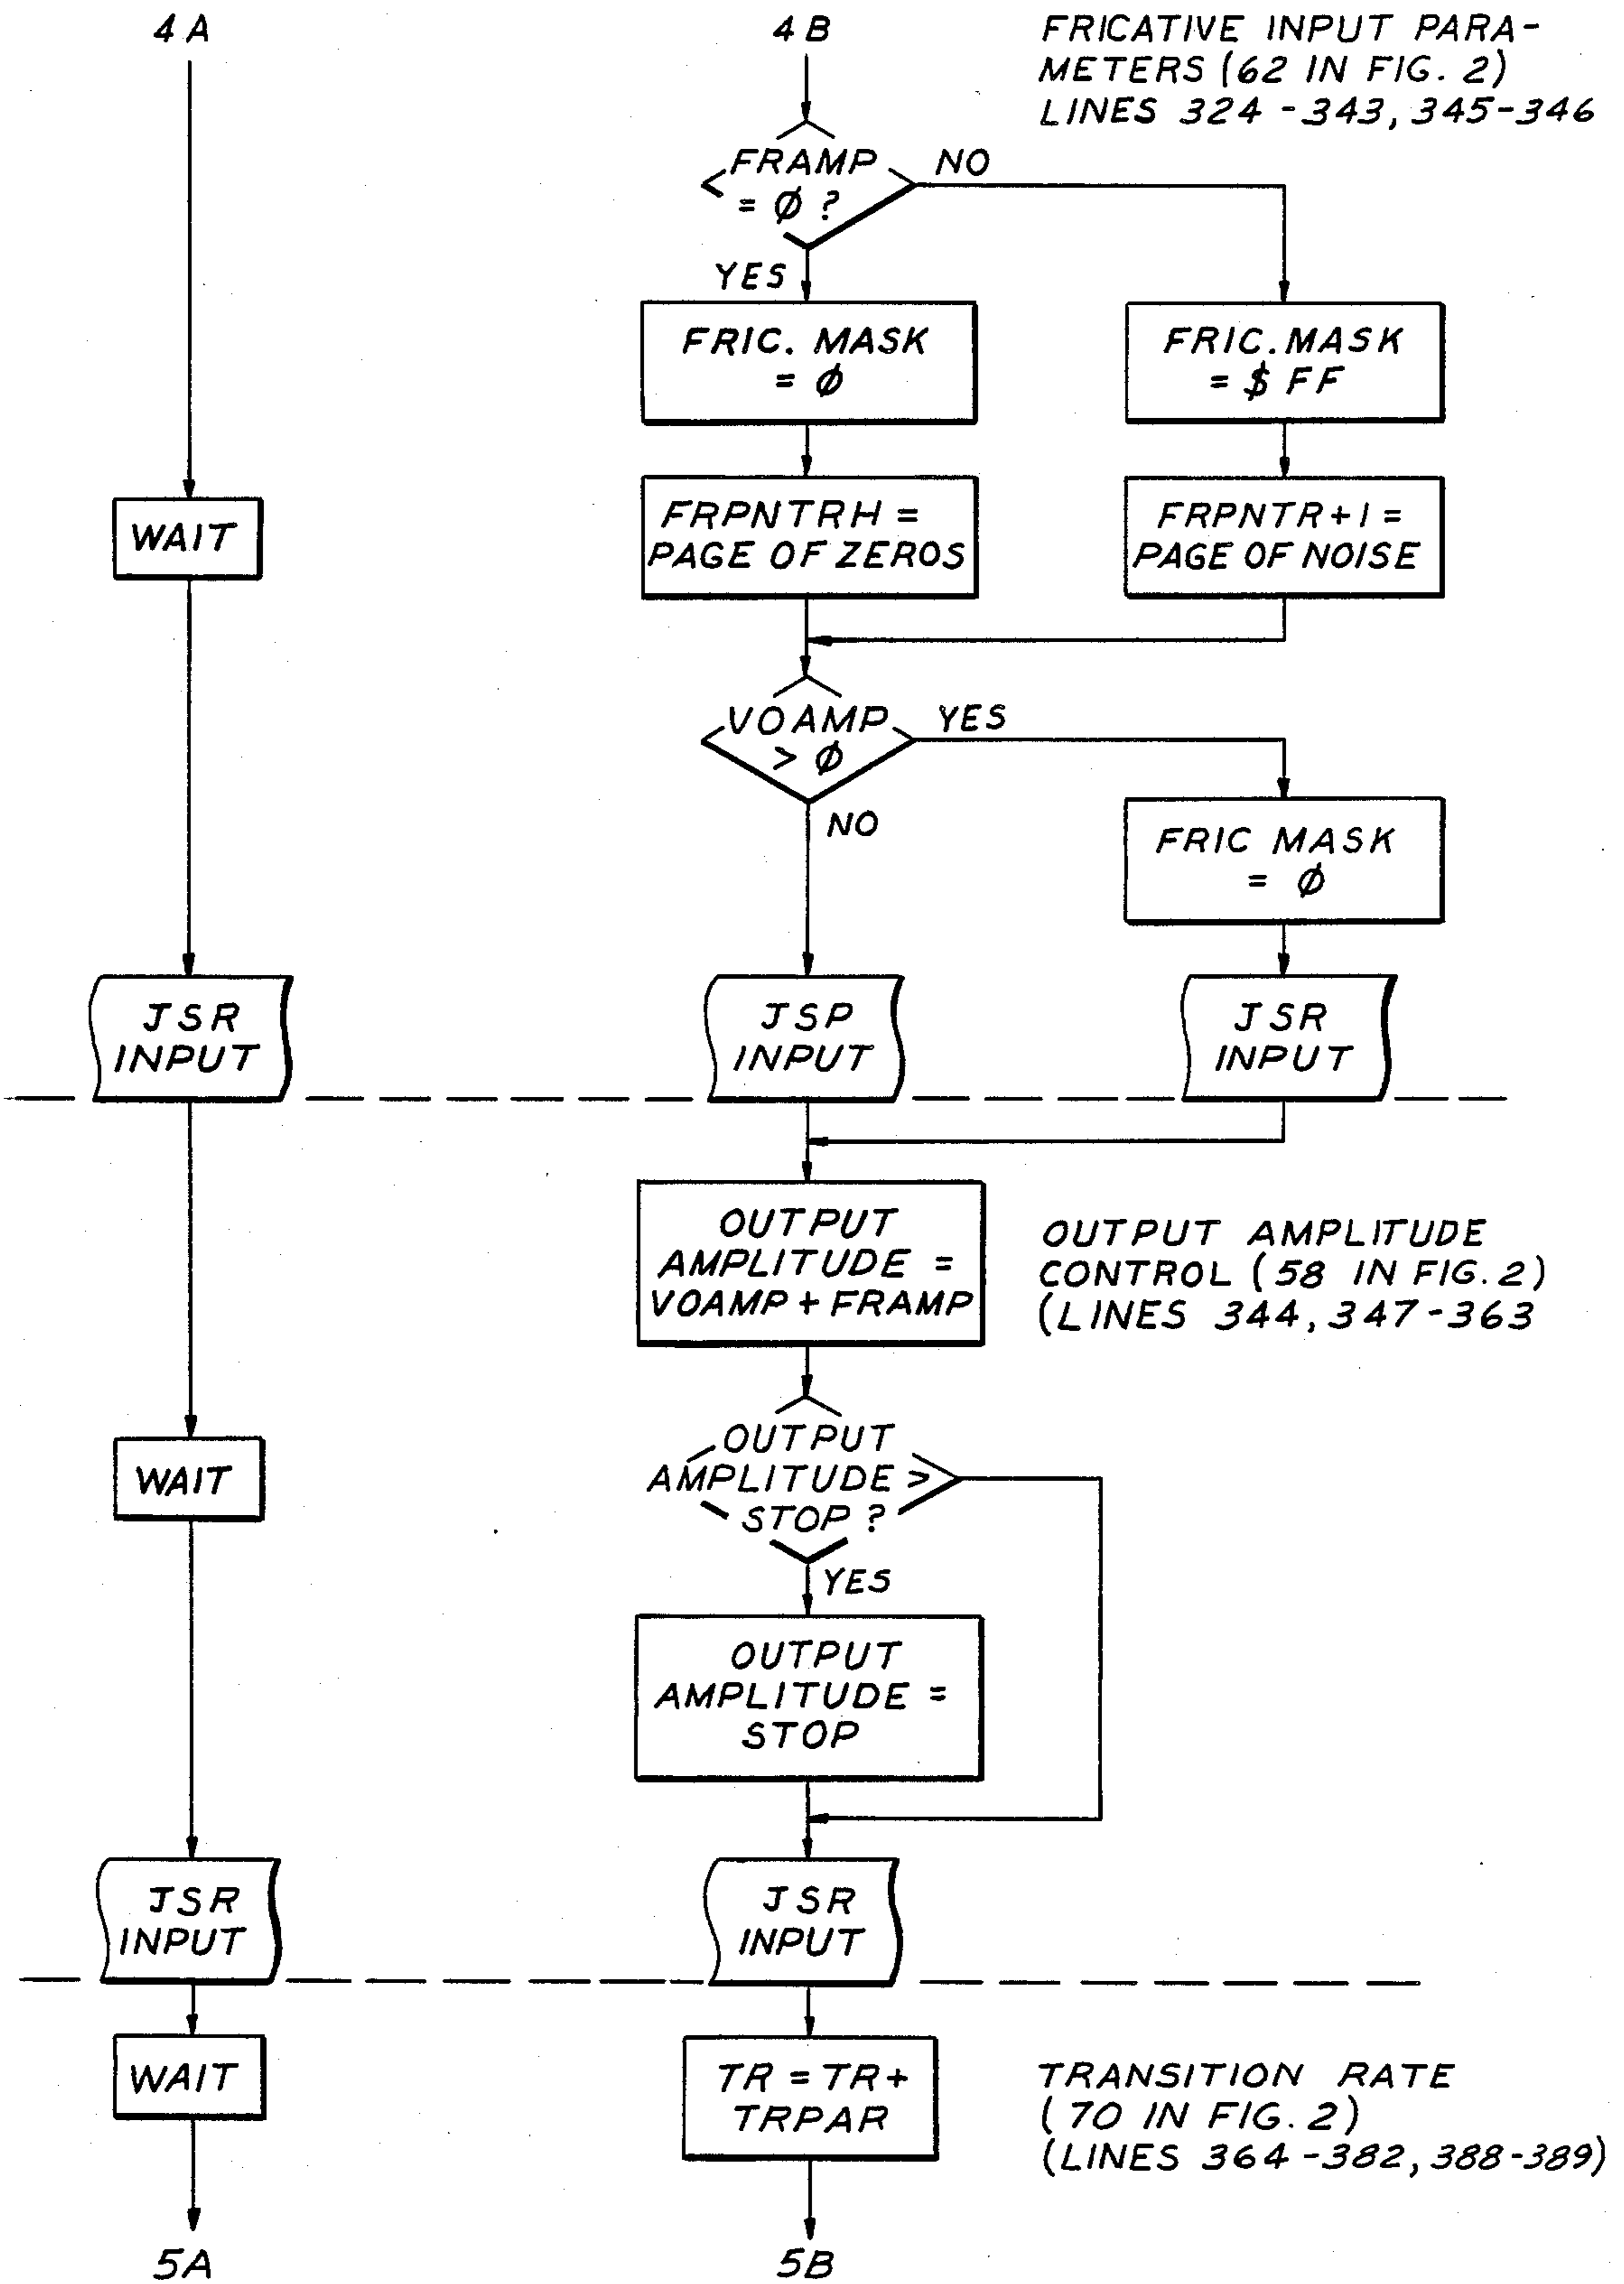 4A
4B
FRICATIVE INPUT PARA-
METERS (62 IN FIG. 2)
LINES 324-343, 345-346
FRAMP
= Ø ?
NO
YES
FRIC. MASK
= Ø
FRIC. MASK
= $FF
FRPNTRH =
PAGE OF ZEROS
FRPNTR+1 =
PAGE OF NOISE
WAIT
VOAMP
> Ø
YES
NO
FRIC MASK
= Ø
JSR
INPUT
JSP
INPUT
JSR
INPUT
OUTPUT
AMPLITUDE =
VOAMP + FRAMP
OUTPUT AMPLITUDE
CONTROL (58 IN FIG. 2)
(LINES 344, 347-363
WAIT
OUTPUT
AMPLITUDE >
STOP ?
YES
OUTPUT
AMPLITUDE =
STOP
JSR
INPUT
JSR
INPUT
WAIT
TR = TR +
TRPAR
TRANSITION RATE
(70 IN FIG. 2)
(LINES 364-382, 388-389)
5A
5B